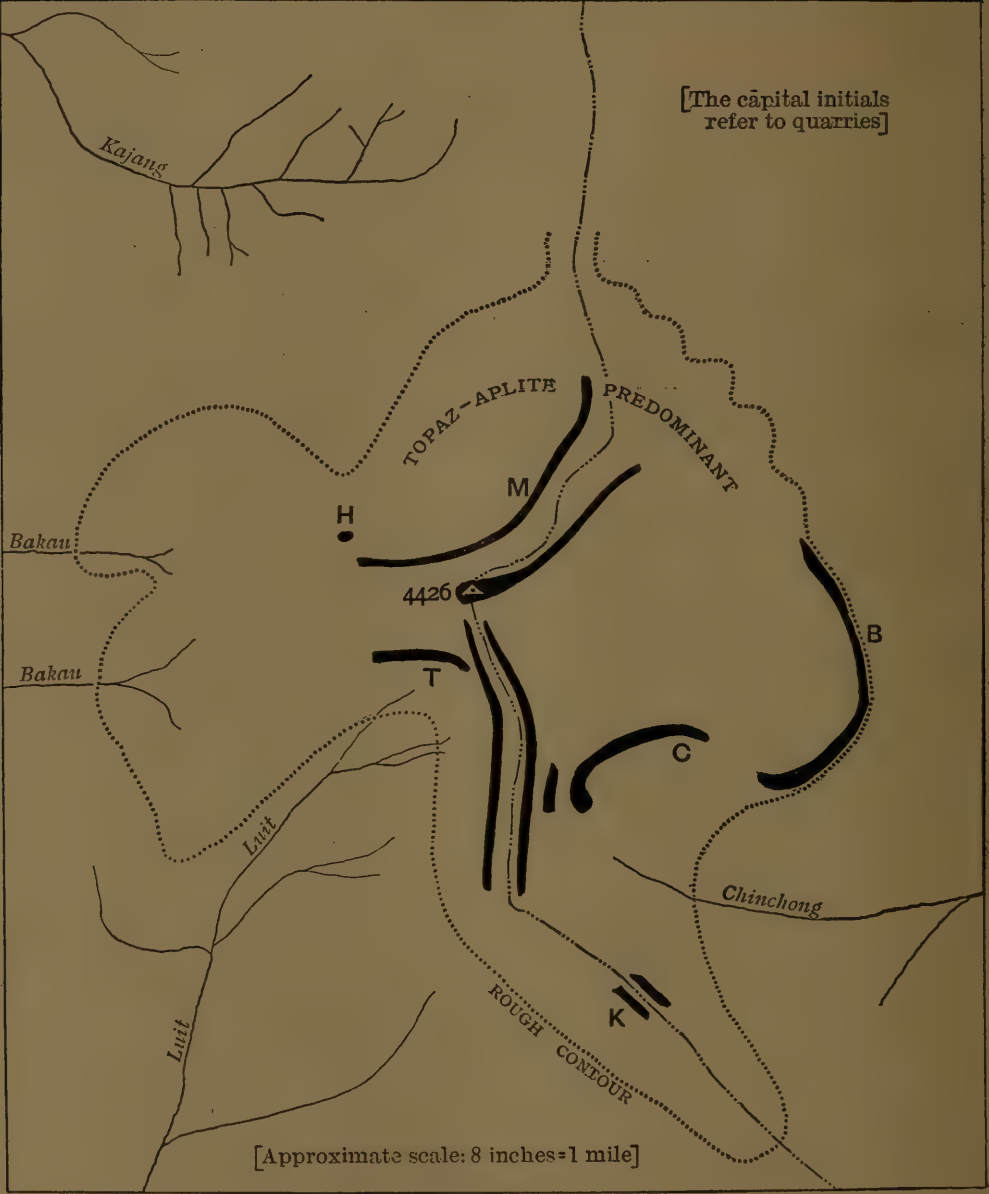 [The capital initials
refer to quarries]
Kajang
TOPAZ-APLITE PREDOMINANT
M
H
Bakau
4426
B
T
Bakau
C
Luit
Chinchong
K
ROUGH CONTOUR
Luit
[Approximate scale: 8 inches=1 mile]